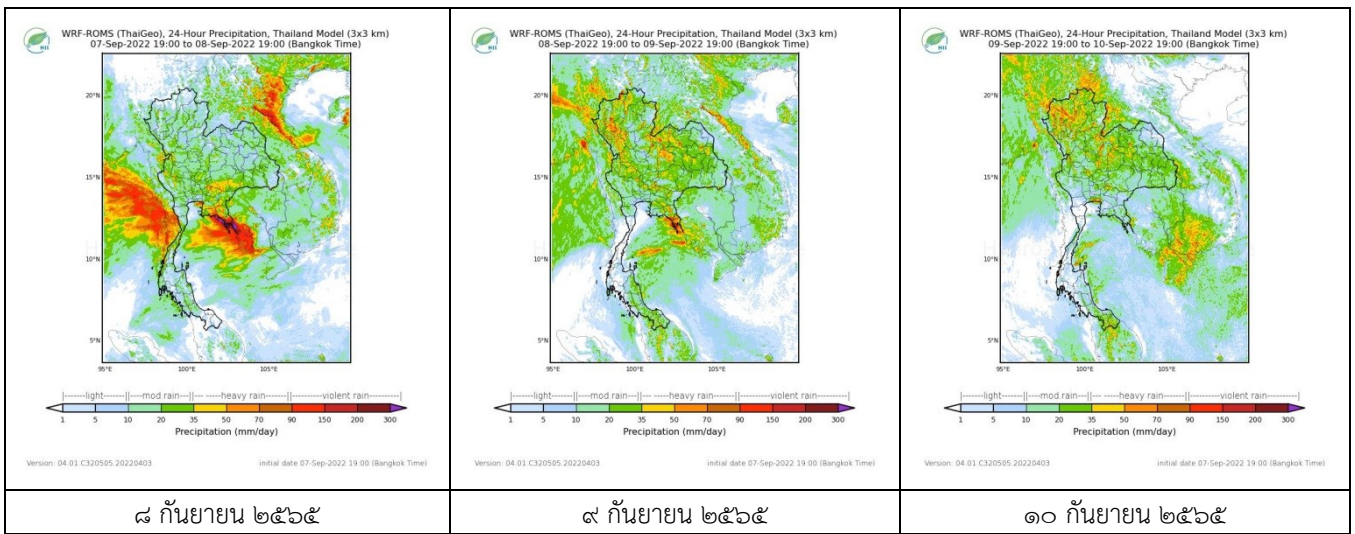 HII
WRF-ROMS (ThaiGeo), 24-Hour Precipitation, Thailand Model (3x3 km)
07-Sep-2022 19:00 to 08-Sep-2022 19:00 (Bangkok Time)
20°N
15°N
10°N
5°N
95°E 100°E 105°E
|-------light-------||----mod rain---||--- -------heavy rain -------||-------violent rain-------|
1 5 10 20 35 50 70 90 150 200 300
Precipitation (mm/day)
Version: 04.01.C320505.20220403 initial date 07-Sep-2022 19:00 (Bangkok Time)
๘ กันยายน ๒๕๖๕
HII
WRF-ROMS (ThaiGeo), 24-Hour Precipitation, Thailand Model (3x3 km)
08-Sep-2022 19:00 to 09-Sep-2022 19:00 (Bangkok Time)
20°N
15°N
10°N
5°N
95°E 100°E 105°E
|-------light-------||----mod rain---||--- -------heavy rain -------||-------violent rain-------|
1 5 10 20 35 50 70 90 150 200 300
Precipitation (mm/day)
Version: 04.01.C320505.20220403 initial date 07-Sep-2022 19:00 (Bangkok Time)
๙ กันยายน ๒๕๖๕
HII
WRF-ROMS (ThaiGeo), 24-Hour Precipitation, Thailand Model (3x3 km)
09-Sep-2022 19:00 to 10-Sep-2022 19:00 (Bangkok Time)
20°N
15°N
10°N
5°N
95°E 100°E 105°E
|-------light-------||----mod rain---||--- -------heavy rain -------||-------violent rain-------|
1 5 10 20 35 50 70 90 150 200 300
Precipitation (mm/day)
Version: 04.01.C320505.20220403 initial date 07-Sep-2022 19:00 (Bangkok Time)
๑๐ กันยายน ๒๕๖๕